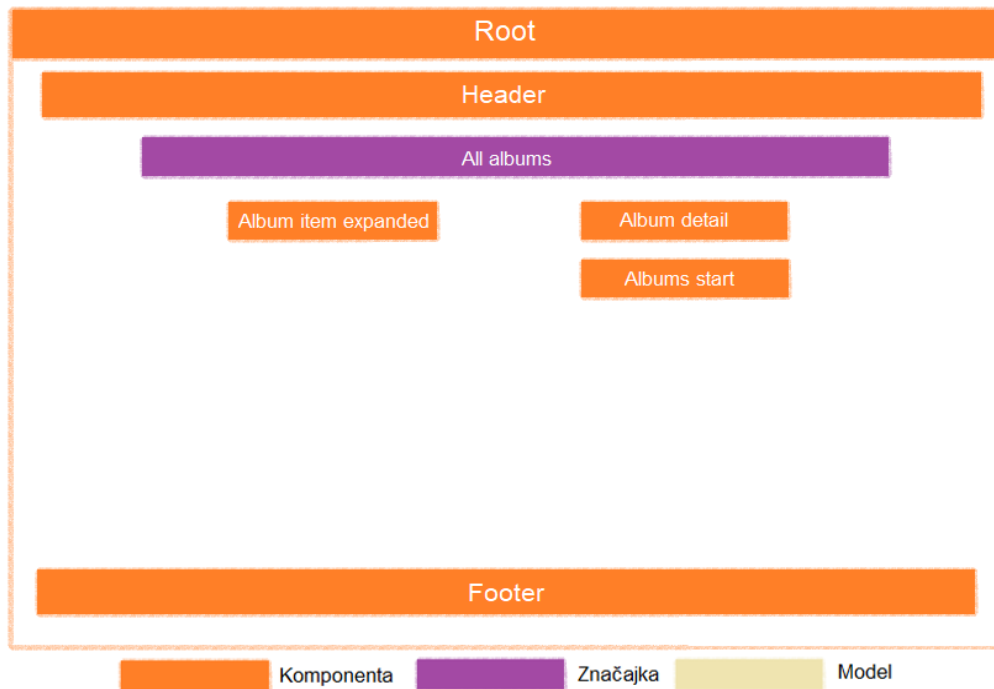 Root
Header
All albums
Album item expanded
Album detail
Albums start
Footer
Komponenta
Značajka
Model